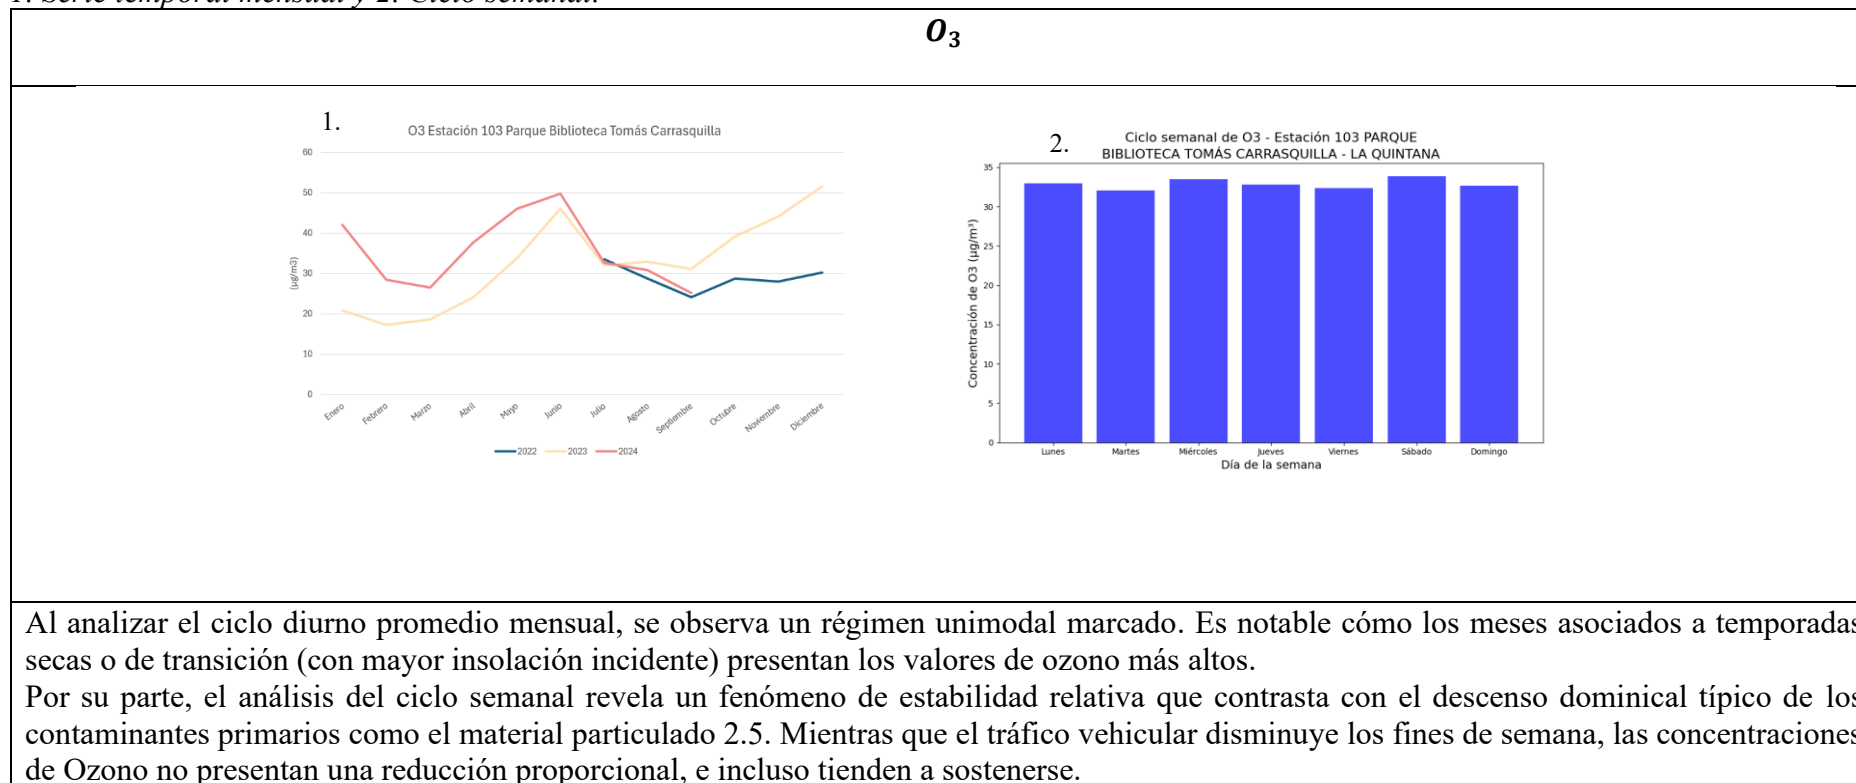 1. Serie temporal mensual y 2. Ciclo semanal.
O₃
1.
O3 Estación 103 Parque Biblioteca Tomás Carrasquilla
60
50
40
30
20
10
0
(µg/m3)
Enero
Febrero
Marzo
Abril
Mayo
Junio
Julio
Agosto
Septiembre
Octubre
Noviembre
Diciembre
2022 2023 2024
2.
Ciclo semanal de O3 - Estación 103 PARQUE
BIBLIOTECA TOMÁS CARRASQUILLA - LA QUINTANA
35
30
25
20
15
10
5
0
Concentración de O3 (µg/m³)
Lunes Martes Miércoles Jueves Viernes Sábado Domingo
Día de la semana
Al analizar el ciclo diurno promedio mensual, se observa un régimen unimodal marcado. Es notable cómo los meses asociados a temporadas
secas o de transición (con mayor insolación incidente) presentan los valores de ozono más altos.
Por su parte, el análisis del ciclo semanal revela un fenómeno de estabilidad relativa que contrasta con el descenso dominical típico de los
contaminantes primarios como el material particulado 2.5. Mientras que el tráfico vehicular disminuye los fines de semana, las concentraciones
de Ozono no presentan una reducción proporcional, e incluso tienden a sostenerse.